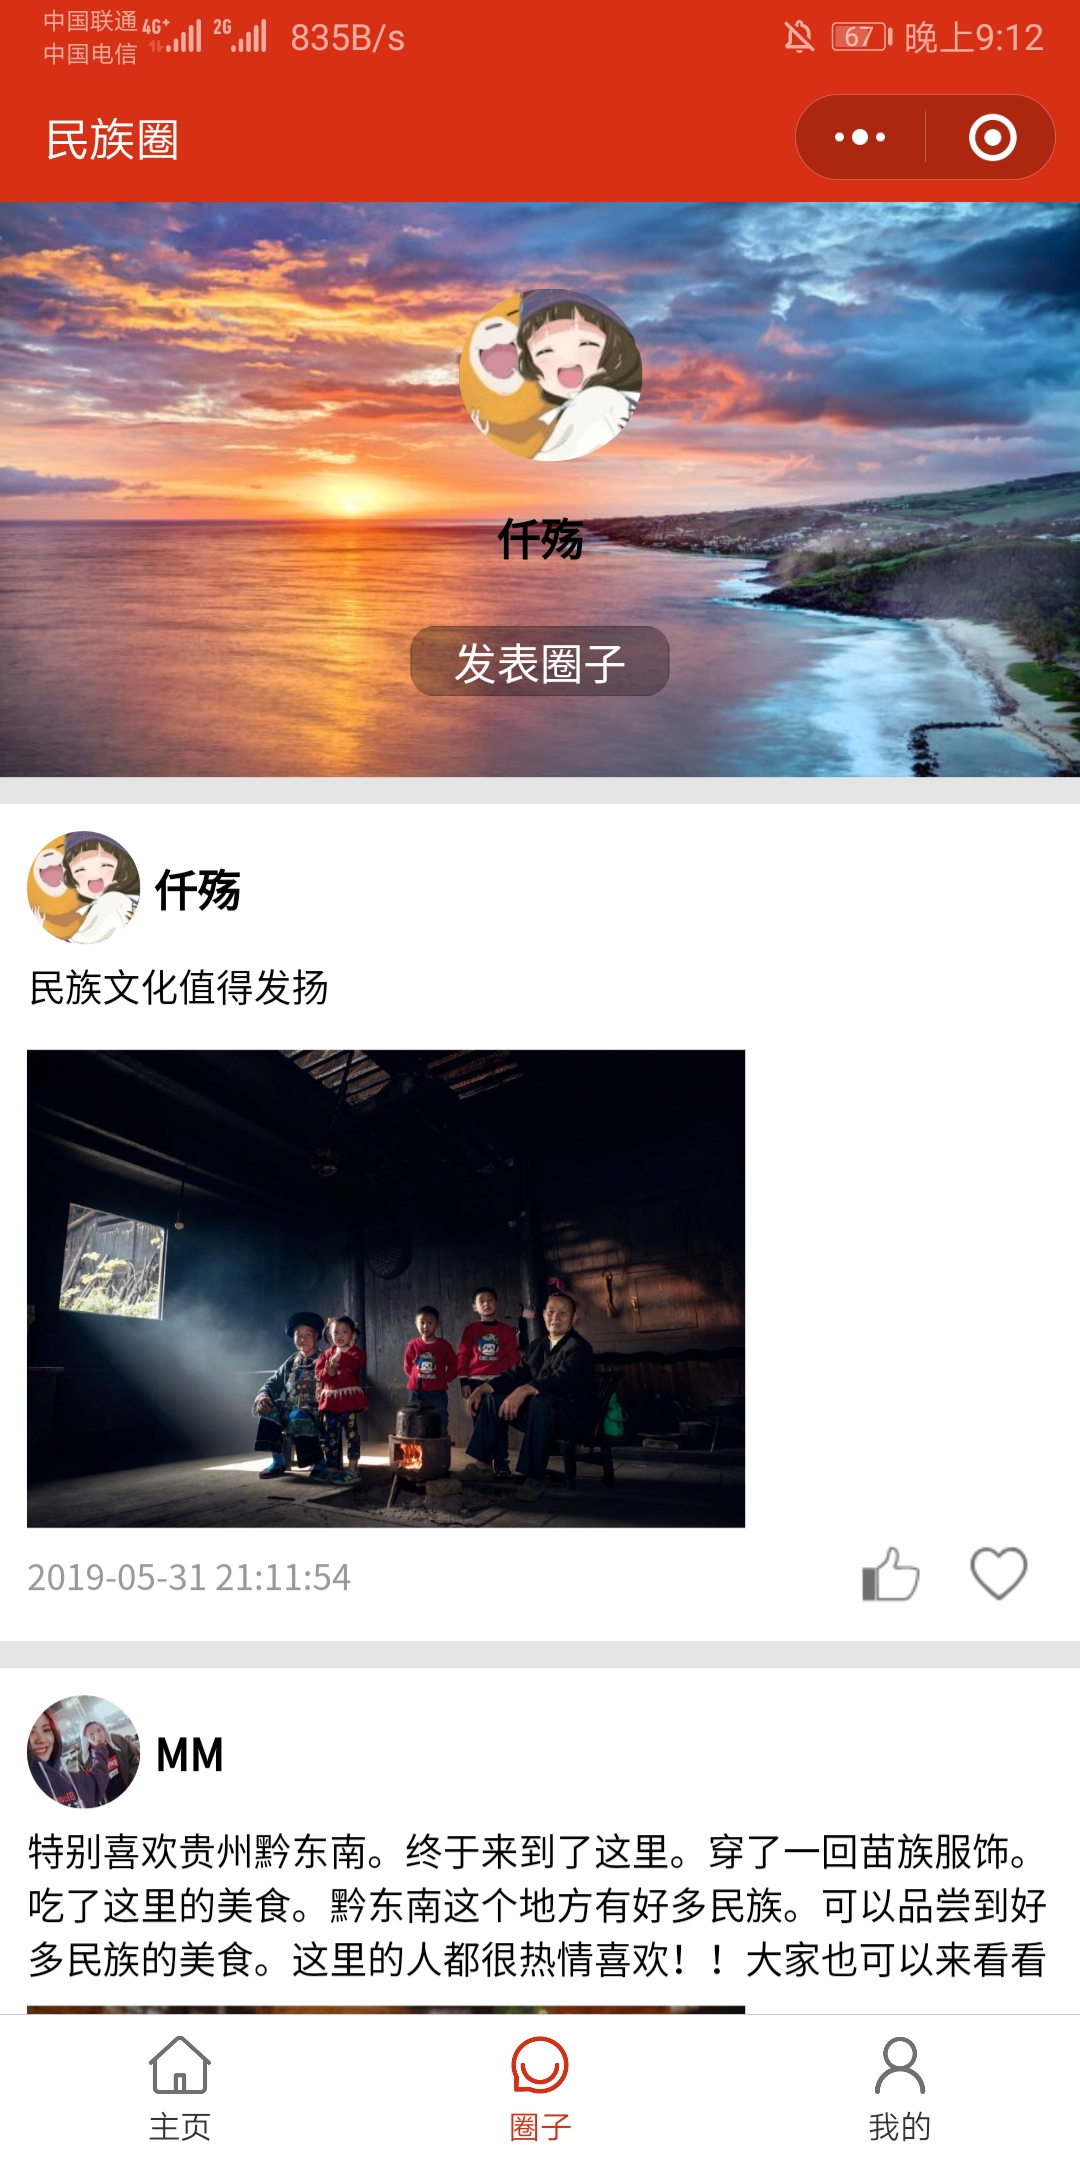 中国联通 4G+ 2G 835B/s 67 晚上9:12
中国电信
民族圈
仟殇
发表圈子
仟殇
民族文化值得发扬
CHICAGO
CHICAGO
2019-05-31 21:11:54
MM
特别喜欢贵州黔东南。终于来到了这里。穿了一回苗族服饰。
吃了这里的美食。黔东南这个地方有好多民族。可以品尝到好
多民族的美食。这里的人都很热情喜欢！！大家也可以来看看
主页 圈子 我的